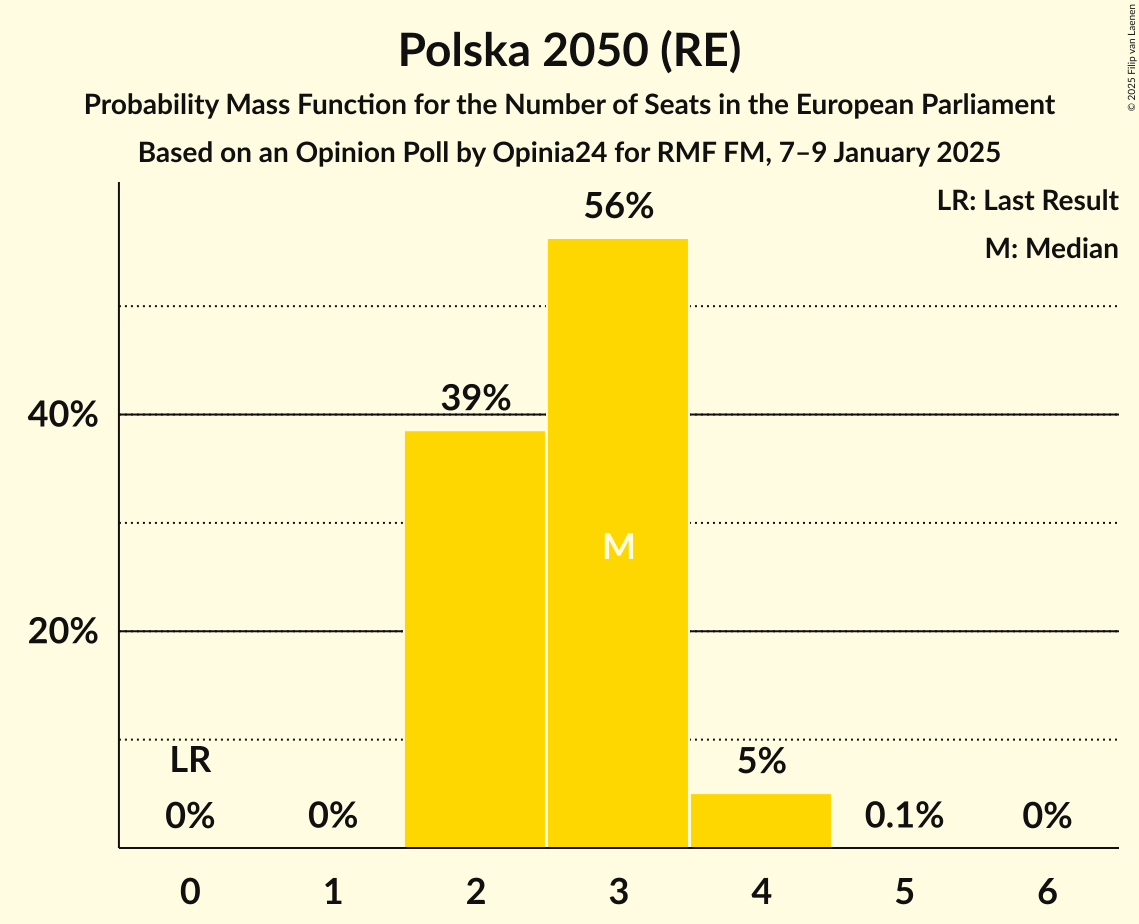 Polska 2050 (RE)
Probability Mass Function for the Number of Seats in the European Parliament
Based on an Opinion Poll by Opinia24 for RMF FM, 7–9 January 2025
© 2025 Filip van Laenen
LR: Last Result
M: Median
56%
39%
40%
M
20%
LR
5%
0%
0%
0.1%
0%
0
1
2
3
4
5
6